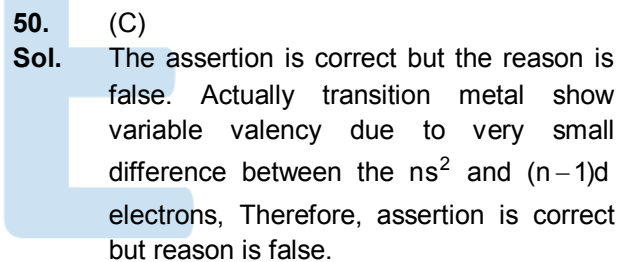 50. (C)
Sol. The assertion is correct but the reason is
false. Actually transition metal show
variable valency due to very small
difference between the ns² and (n–1)d
electrons, Therefore, assertion is correct
but reason is false.